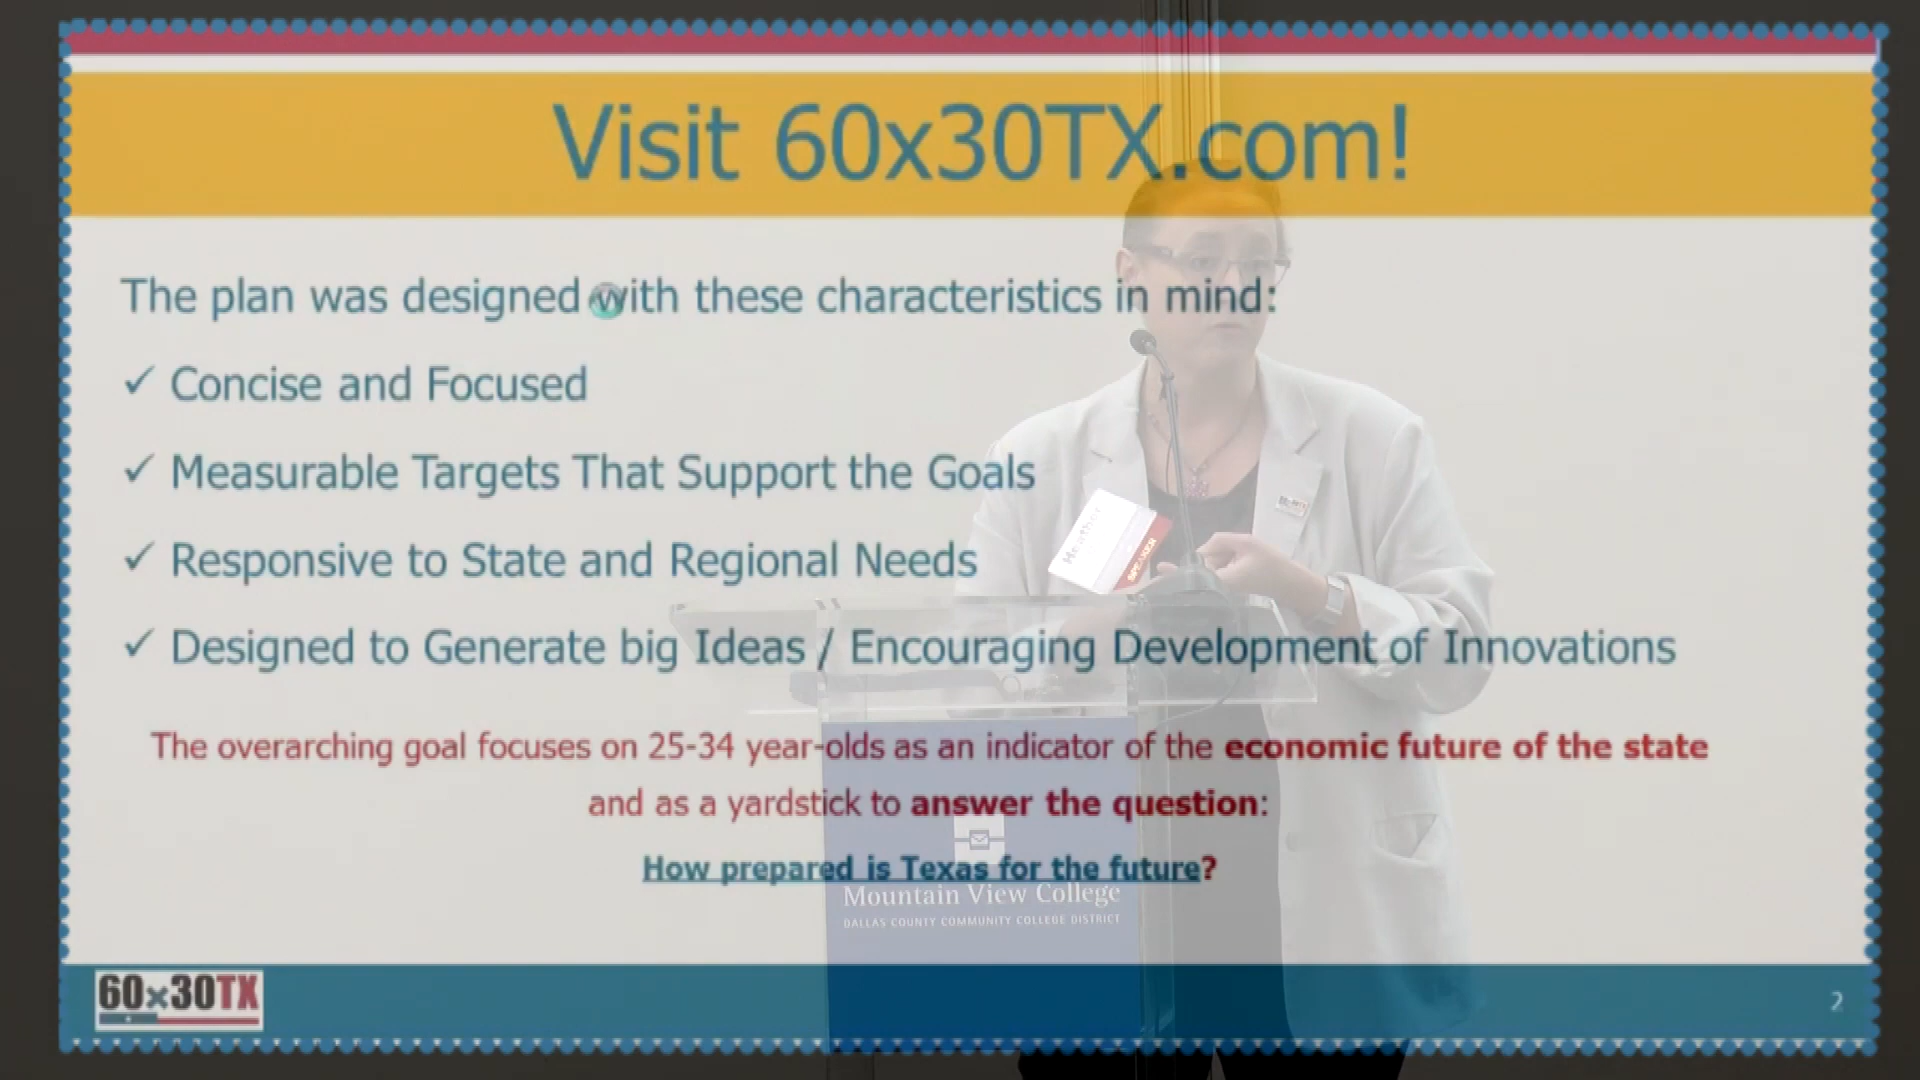 Visit 60x30TX.com!
The plan was designed with these characteristics in mind:
✓ Concise and Focused
✓ Measurable Targets That Support the Goals
✓ Responsive to State and Regional Needs
✓ Designed to Generate big Ideas / Encouraging Development of Innovations
Heather
SPEAKER
The overarching goal focuses on 25-34 year-olds as an indicator of the economic future of the state
and as a yardstick to answer the question:
How prepared is Texas for the future?
Mountain View College
DALLAS COUNTY COMMUNITY COLLEGE DISTRICT
60x30TX
2